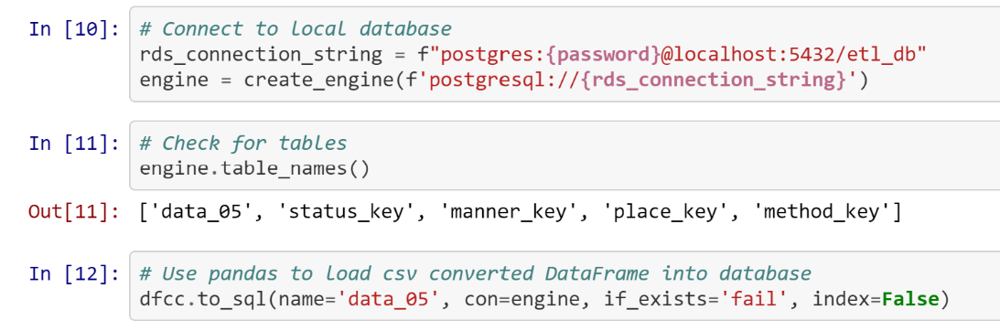 In [10]: # Connect to local database
rds_connection_string = f"postgres:{password}@localhost:5432/etl_db"
engine = create_engine(f'postgresql://{rds_connection_string}')
In [11]: # Check for tables
engine.table_names()
Out[11]: ['data_05', 'status_key', 'manner_key', 'place_key', 'method_key']
In [12]: # Use pandas to load csv converted DataFrame into database
dfcc.to_sql(name='data_05', con=engine, if_exists='fail', index=False)